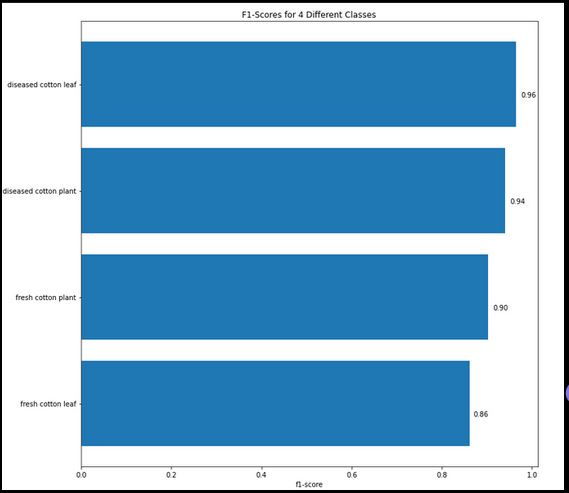 F1-Scores for 4 Different Classes
diseased cotton leaf
0.96
diseased cotton plant
0.94
fresh cotton plant
0.90
fresh cotton leaf
0.86
0.0 0.2 0.4 0.6 0.8 1.0
f1-score